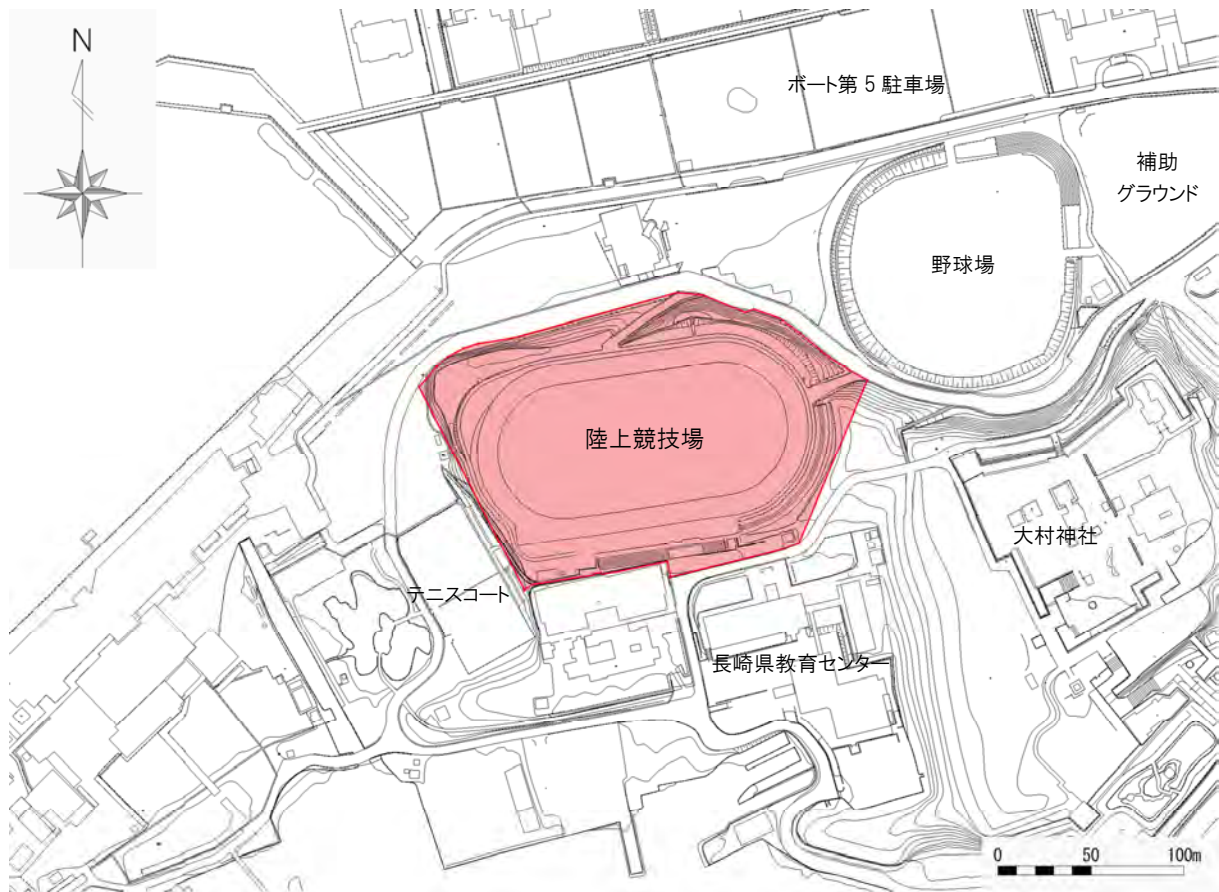 N
ボート第 5 駐車場
補助
グラウンド
野球場
陸上競技場
大村神社
テニスコート
長崎県教育センター
0 50 100m